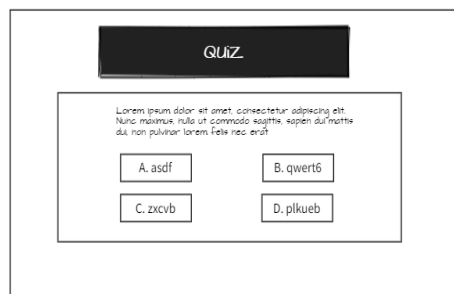 QUIZ
Lorem ipsum dolor sit amet, consectetur adipiscing elit.
Nunc maximus, nulla ut commodo sagittis, sapien dui mattis
dui, non pulvinar lorem felis nec erat
A. asdf
B. qwert6
C. zxcvb
D. plkueb